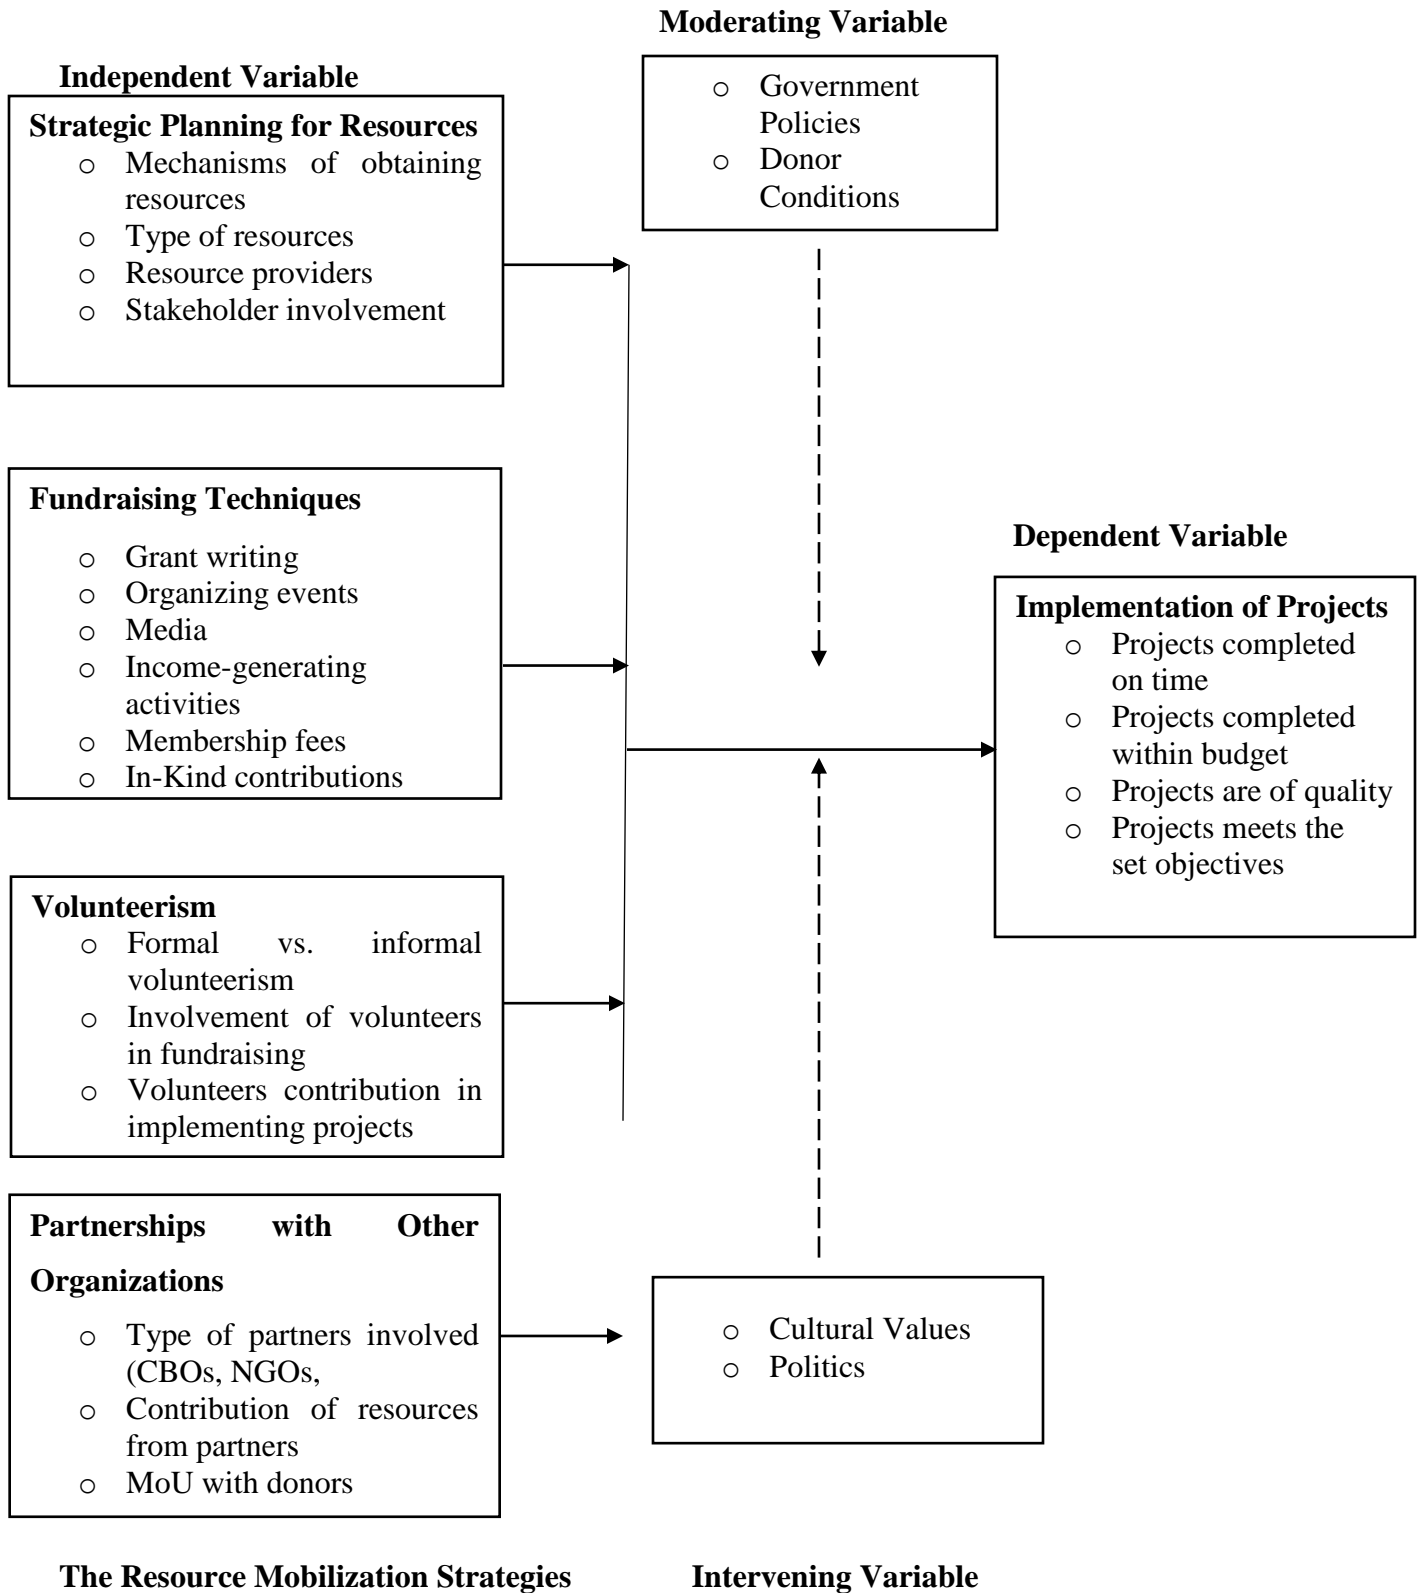 Moderating Variable
Independent Variable
○ Government
Policies
○ Donor
Conditions
Strategic Planning for Resources
○ Mechanisms of obtaining
resources
○ Type of resources
○ Resource providers
○ Stakeholder involvement
Fundraising Techniques
○ Grant writing
○ Organizing events
○ Media
○ Income-generating
activities
○ Membership fees
○ In-Kind contributions
Dependent Variable
Implementation of Projects
○ Projects completed
on time
○ Projects completed
within budget
○ Projects are of quality
○ Projects meets the
set objectives
Volunteerism
○ Formal vs. informal
volunteerism
○ Involvement of volunteers
in fundraising
○ Volunteers contribution in
implementing projects
Partnerships with Other
Organizations
○ Type of partners involved
(CBOs, NGOs,
○ Contribution of resources
from partners
○ MoU with donors
○ Cultural Values
○ Politics
The Resource Mobilization Strategies
Intervening Variable